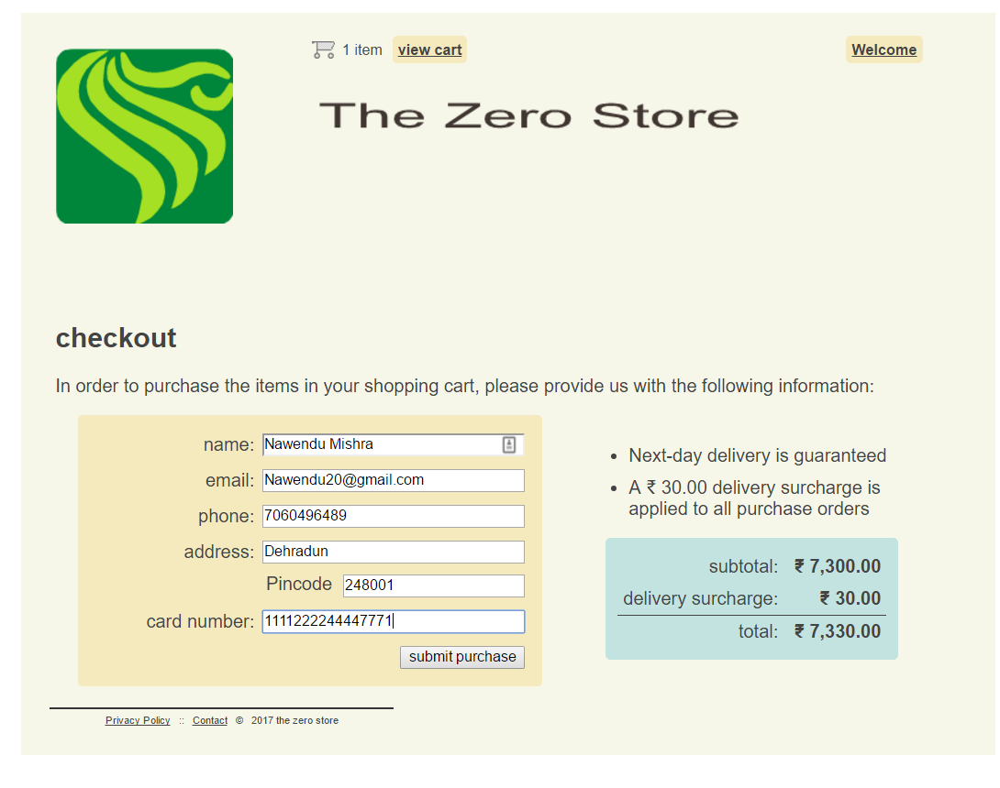 1 item view cart Welcome
The Zero Store
checkout
In order to purchase the items in your shopping cart, please provide us with the following information:
name: Nawendu Mishra
email: Nawendu20@gmail.com
phone: 7060496489
address: Dehradun
Pincode 248001
card number: 1111222244447771
submit purchase
• Next-day delivery is guaranteed
• A ₹ 30.00 delivery surcharge is
applied to all purchase orders
subtotal: ₹ 7,300.00
delivery surcharge: ₹ 30.00
total: ₹ 7,330.00
Privacy Policy :: Contact © 2017 the zero store